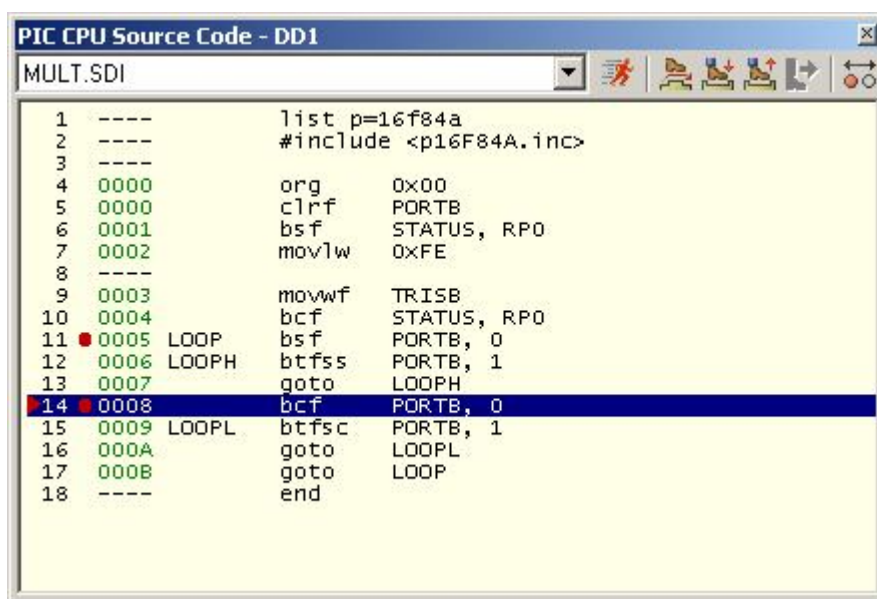 PIC CPU Source Code - DD1
MULT.SDI
1 ---- list p=16f84a
2 ---- #include <p16F84A.inc>
3 ----
4 0000 org 0x00
5 0000 clrf PORTB
6 0001 bsf STATUS, RP0
7 0002 movlw 0xFE
8 ----
9 0003 movwf TRISB
10 0004 bcf STATUS, RP0
11 0005 LOOP bsf PORTB, 0
12 0006 LOOPH btfss PORTB, 1
13 0007 goto LOOPH
14 0008 bcf PORTB, 0
15 0009 LOOPL btfsc PORTB, 1
16 000A goto LOOPL
17 000B goto LOOP
18 ---- end